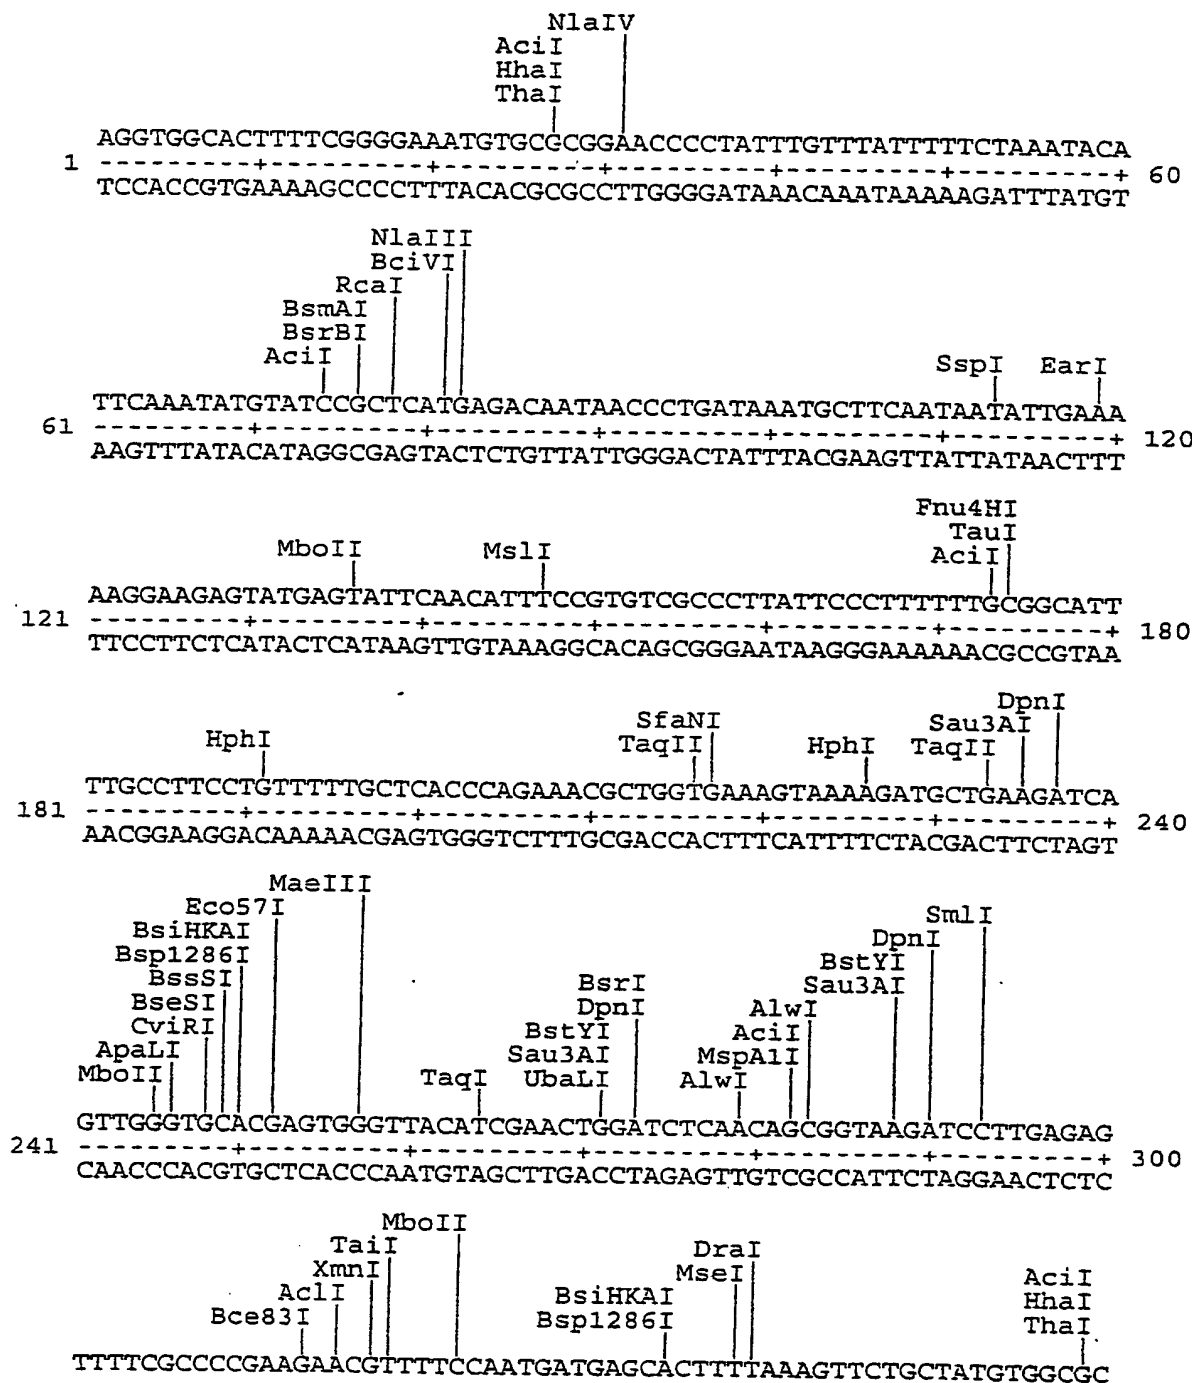 NlaIV
AciI
HhaI
ThaI
AGGTGGCACTTTTCGGGGAAATGTGCGCGGAACCCCTATTTGTTTATTTTTCTAAATACA
1 ---------+---------+---------+---------+---------+---------+ 60
TCCACCGTGAAAAGCCCCTTTACACGCGCCTTGGGGATAAACAAATAAAAAGATTTATGT
NlaIII
BciVI
RcaI
BsmAI
BsrBI
AciI SspI EarI
TTCAAATATGTATCCGCTCATGAGACAATAACCCTGATAAATGCTTCAATAATATTGAAA
61 ---------+---------+---------+---------+---------+---------+ 120
AAGTTTATACATAGGCGAGTACTCTGTTATTGGGACTATTTACGAAGTTATTATAACTTT
Fnu4HI
TauI
MboII MslI AciI
AAGGAAGAGTATGAGTATTCAACATTTCCGTGTCGCCCTTATTCCCTTTTTTGCGGCATT
121 ---------+---------+---------+---------+---------+---------+ 180
TTCCTTCTCATACTCATAAGTTGTAAAGGCACAGCGGGAATAAGGGAAAAAACGCCGTAA
DpnI
SfaNI Sau3AI
HphI TaqII HphI TaqII
TTGCCTTCCTGTTTTTGCTCACCCAGAAACGCTGGTGAAAGTAAAAGATGCTGAAGATCA
181 ---------+---------+---------+---------+---------+---------+ 240
AACGGAAGGACAAAAACGAGTGGGTCTTTGCGACCACTTTCATTTTCTACGACTTCTAGT
MaeIII
Eco57I
BsiHKAI SmlI
Bsp1286I DpnI
BssSI BsrI BstYI
BseSI DpnI Sau3AI
CviRI BstYI AlwI
ApaLI Sau3AI AciI
MboII TaqI UbaLI AlwI MspA1I
GTTGGGTGCACGAGTGGGTTACATCGAACTGGATCTCAACAGCGGTAAGATCCTTGAGAG
241 ---------+---------+---------+---------+---------+---------+ 300
CAACCCACGTGCTCACCCAATGTAGCTTGACCTAGAGTTGTCGCCATTCTAGGAACTCTC
MboII
TaiI DraI
XmnI MseI AciI
AclI BsiHKAI HhaI
Bce83I Bsp1286I ThaI
TTTTCGCCCCGAAGAACGTTTTCCAATGATGAGCACTTTTAAAGTTCTGCTATGTGGCGC